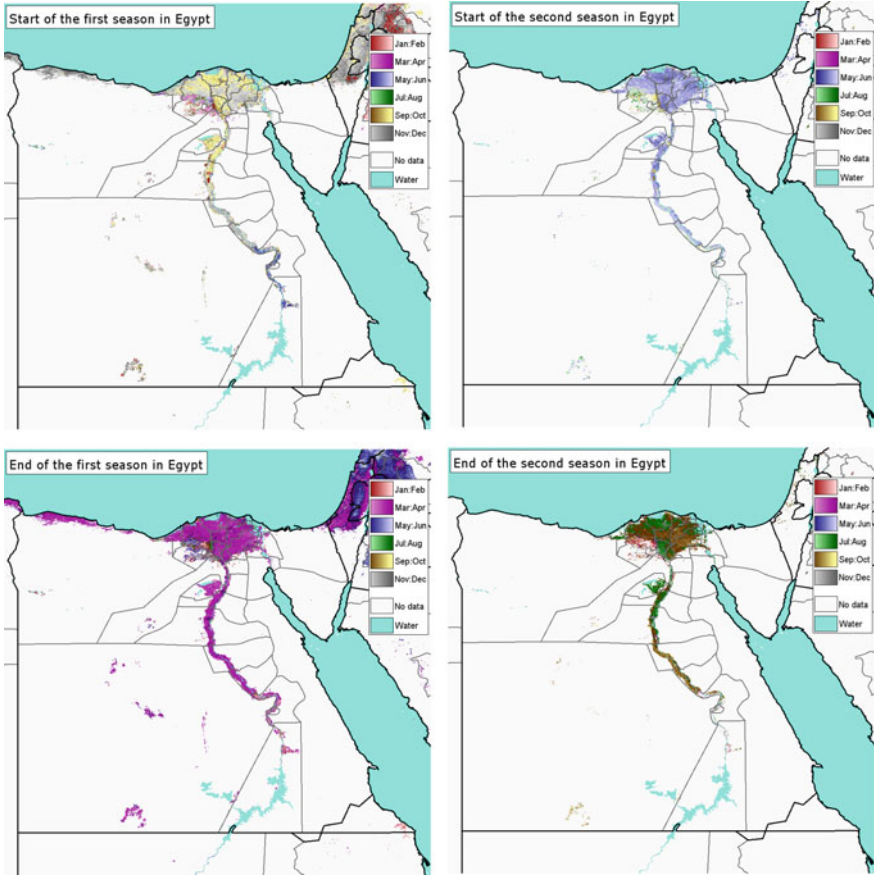 Start of the first season in Egypt
Jan:Feb
Mar:Apr
May:Jun
Jul:Aug
Sep:Oct
Nov:Dec
No data
Water
Start of the second season in Egypt
Jan:Feb
Mar:Apr
May:Jun
Jul:Aug
Sep:Oct
Nov:Dec
No data
Water
End of the first season in Egypt
Jan:Feb
Mar:Apr
May:Jun
Jul:Aug
Sep:Oct
Nov:Dec
No data
Water
End of the second season in Egypt
Jan:Feb
Mar:Apr
May:Jun
Jul:Aug
Sep:Oct
Nov:Dec
No data
Water